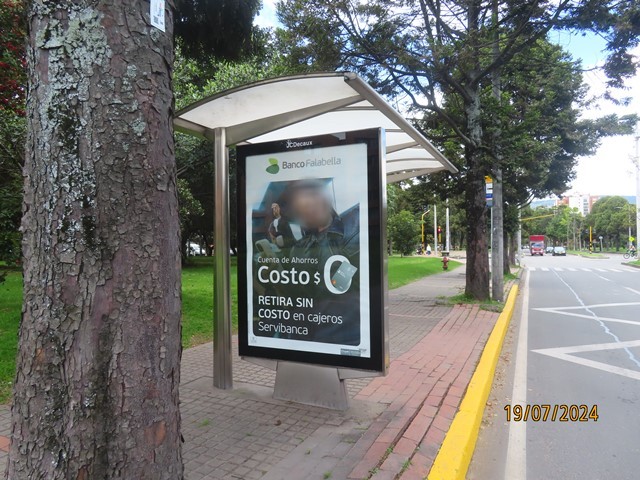 JCDecaux
Banco Falabella
Cuenta de Ahorros
Costo $0
RETIRA SIN
COSTO en cajeros
Servibanca
19/07/2024